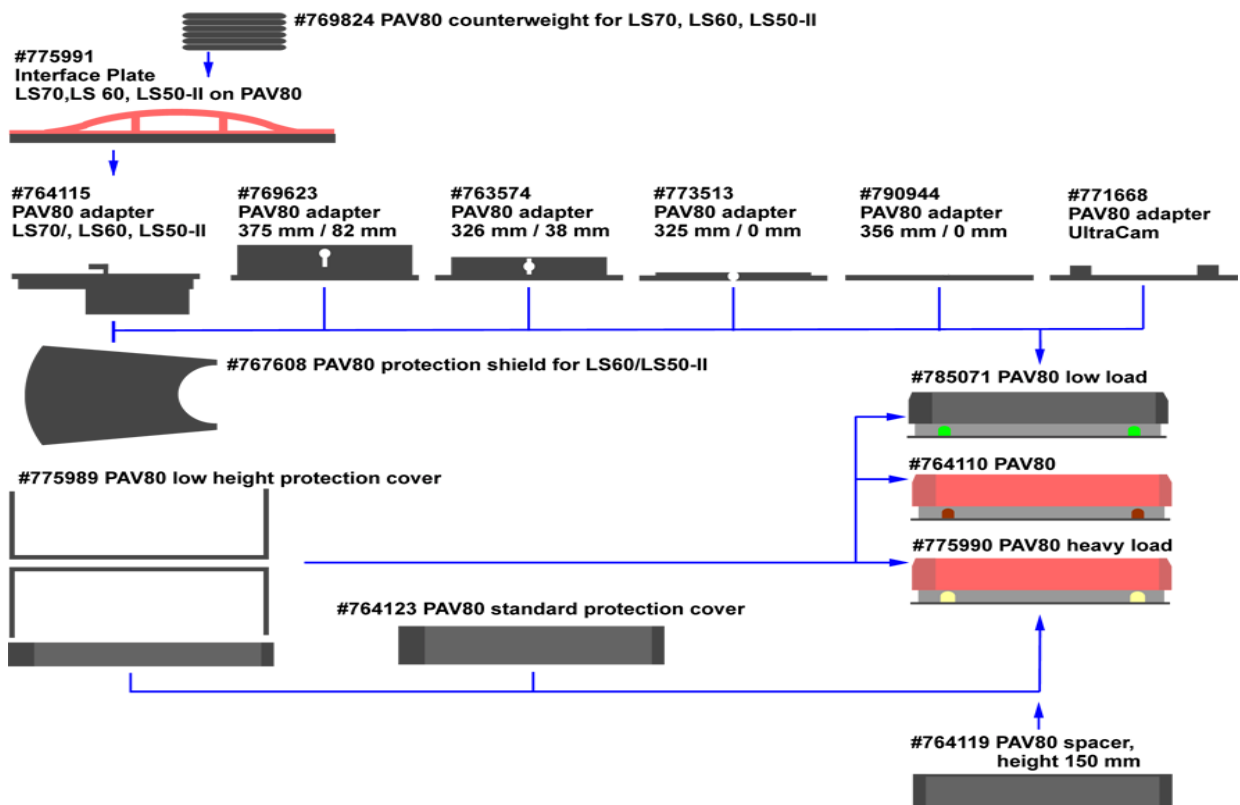 #769824 PAV80 counterweight for LS70, LS60, LS50-II
#775991
Interface Plate
LS70,LS 60, LS50-II on PAV80
#764115
PAV80 adapter
LS70/, LS60, LS50-II
#769623
PAV80 adapter
375 mm / 82 mm
#763574
PAV80 adapter
326 mm / 38 mm
#773513
PAV80 adapter
325 mm / 0 mm
#790944
PAV80 adapter
356 mm / 0 mm
#771668
PAV80 adapter
UltraCam
#767608 PAV80 protection shield for LS60/LS50-II
#785071 PAV80 low load
#775989 PAV80 low height protection cover
#764110 PAV80
#775990 PAV80 heavy load
#764123 PAV80 standard protection cover
#764119 PAV80 spacer,
height 150 mm